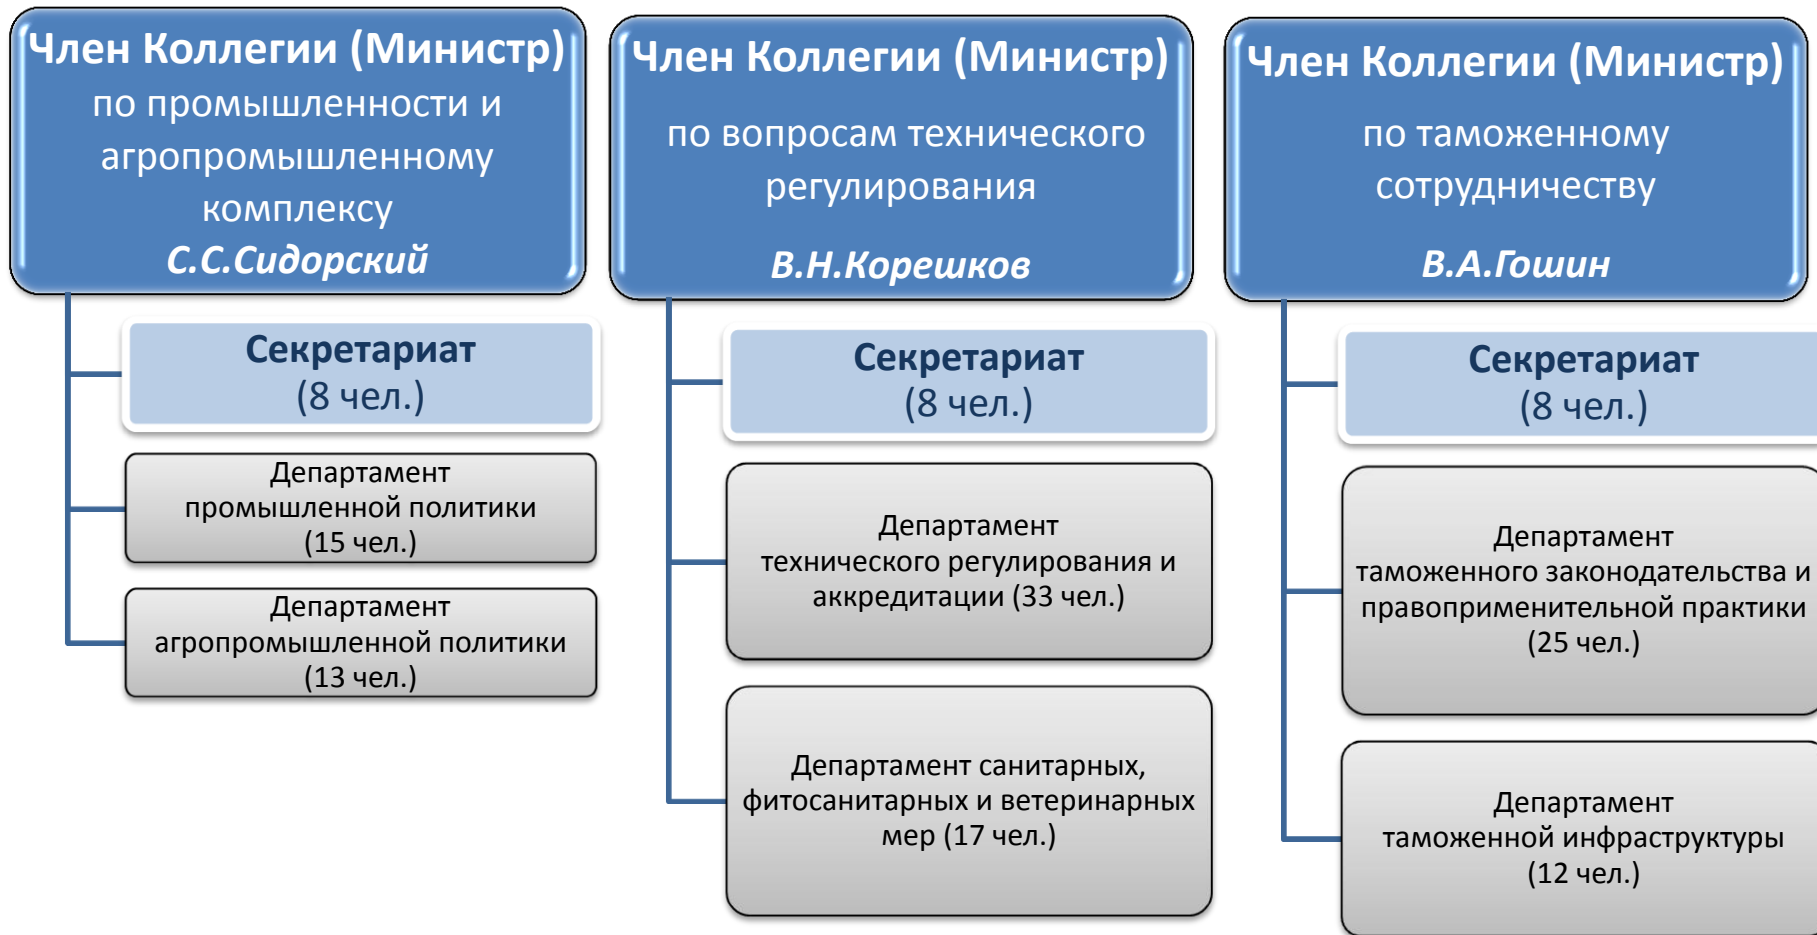 Член Коллегии (Министр)
по промышленности и
агропромышленному
комплексу
С.С.Сидорский
Секретариат
(8 чел.)
Департамент
промышленной политики
(15 чел.)
Департамент
агропромышленной политики
(13 чел.)
Член Коллегии (Министр)
по вопросам технического
регулирования
В.Н.Корешков
Секретариат
(8 чел.)
Департамент
технического регулирования и
аккредитации (33 чел.)
Департамент санитарных,
фитосанитарных и ветеринарных
мер (17 чел.)
Член Коллегии (Министр)
по таможенному
сотрудничеству
В.А.Гошин
Секретариат
(8 чел.)
Департамент
таможенного законодательства и
правоприменительной практики
(25 чел.)
Департамент
таможенной инфраструктуры
(12 чел.)